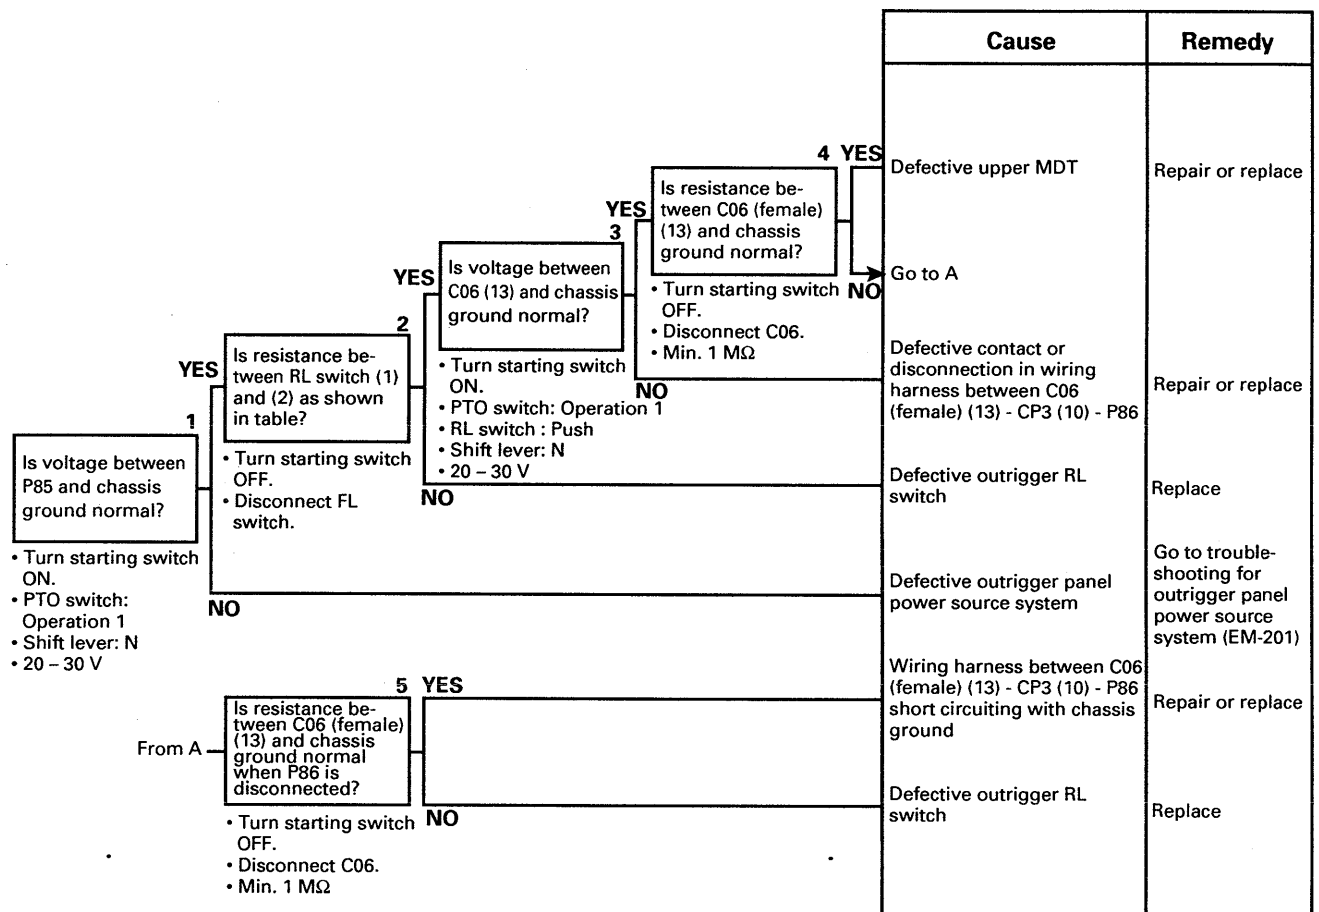 Cause
Remedy
1
Is voltage between
P85 and chassis
ground normal?
• Turn starting switch
ON.
• PTO switch:
Operation 1
• Shift lever: N
• 20 – 30 V
YES
NO
2
Is resistance be-
tween RL switch (1)
and (2) as shown
in table?
• Turn starting switch
OFF.
• Disconnect FL
switch.
YES
NO
3
Is voltage between
C06 (13) and chassis
ground normal?
• Turn starting switch
ON.
• PTO switch: Operation 1
• RL switch : Push
• Shift lever: N
• 20 – 30 V
YES
NO
4
Is resistance be-
tween C06 (female)
(13) and chassis
ground normal?
• Turn starting switch
OFF.
• Disconnect C06.
• Min. 1 MΩ
YES
NO
Defective upper MDT
Repair or replace
Go to A
Defective contact or
disconnection in wiring
harness between C06
(female) (13) - CP3 (10) - P86
Repair or replace
Defective outrigger RL
switch
Replace
Defective outrigger panel
power source system
Go to trouble-
shooting for
outrigger panel
power source
system (EM-201)
From A
5
Is resistance be-
tween C06 (female)
(13) and chassis
ground normal
when P86 is
disconnected?
• Turn starting switch
OFF.
• Disconnect C06.
• Min. 1 MΩ
YES
NO
Wiring harness between C06
(female) (13) - CP3 (10) - P86
short circuiting with chassis
ground
Repair or replace
Defective outrigger RL
switch
Replace